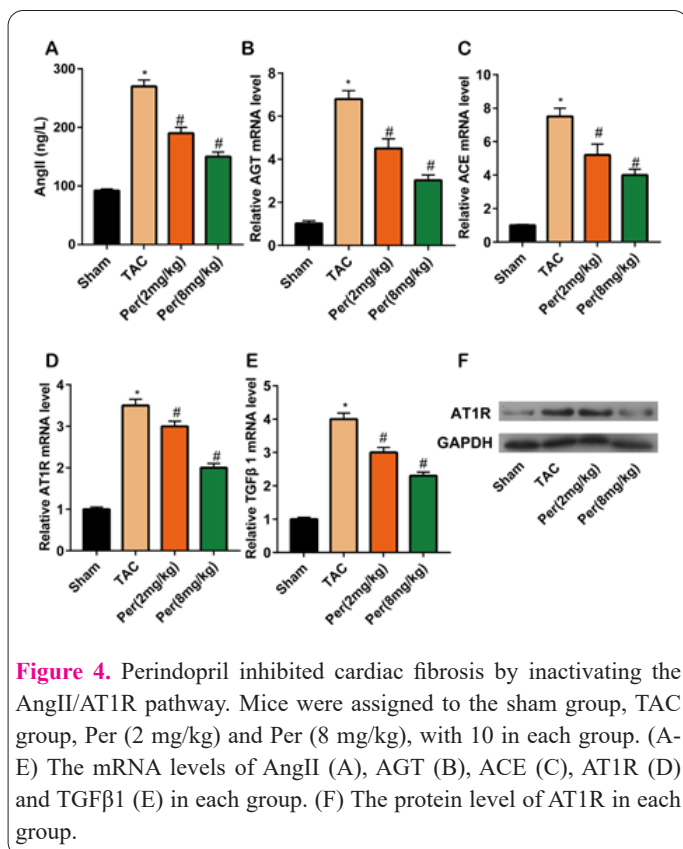 A
AngII (ng/L)
300
200
100
0
*
#
#
Sham
TAC
Per(2mg/kg)
Per(8mg/kg)
B
Relative AGT mRNA level
8
6
4
2
0
*
#
#
Sham
TAC
Per(2mg/kg)
Per(8mg/kg)
C
Relative ACE mRNA level
10
8
6
4
2
0
*
#
#
Sham
TAC
Per(2mg/kg)
Per(8mg/kg)
D
Relative AT1R mRNA level
4
3
2
1
0
*
#
#
Sham
TAC
Per(2mg/kg)
Per(8mg/kg)
E
Relative TGFβ 1 mRNA level
5
4
3
2
1
0
*
#
#
Sham
TAC
Per(2mg/kg)
Per(8mg/kg)
F
AT1R
GAPDH
Sham
TAC
Per(2mg/kg)
Per(8mg/kg)
Figure 4. Perindopril inhibited cardiac fibrosis by inactivating the
AngII/AT1R pathway. Mice were assigned to the sham group, TAC
group, Per (2 mg/kg) and Per (8 mg/kg), with 10 in each group. (A-
E) The mRNA levels of AngII (A), AGT (B), ACE (C), AT1R (D)
and TGFβ1 (E) in each group. (F) The protein level of AT1R in each
group.